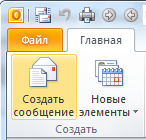 Файл Главная
Создать
сообщение
Новые
элементы
Создать